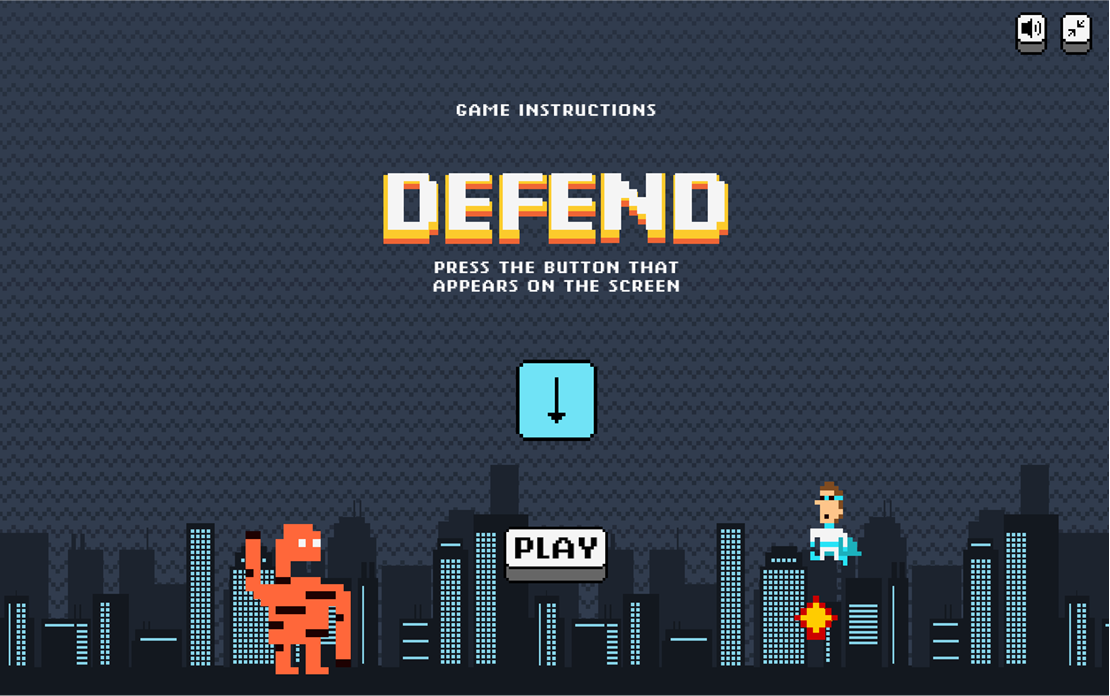 GAME INSTRUCTIONS
DEFEND
PRESS THE BUTTON THAT
APPEARS ON THE SCREEN
PLAY